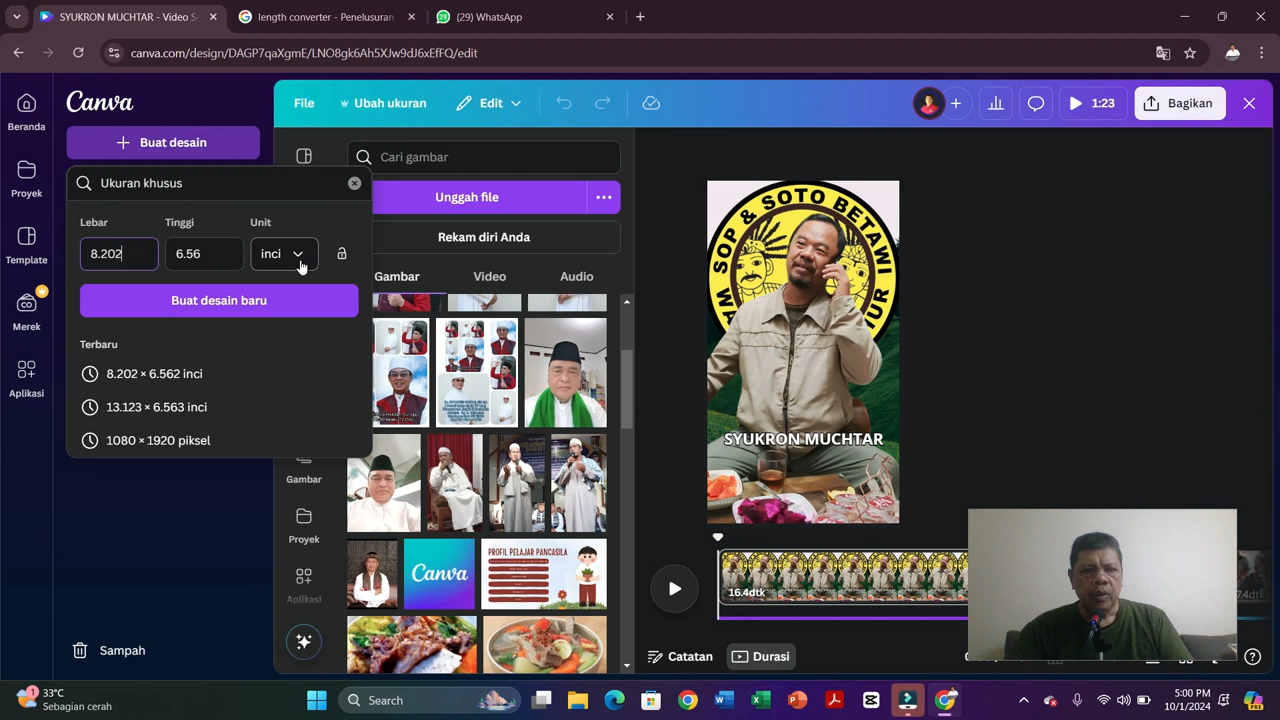 SYUKRON MUCHTAR - Video S
length converter - Penelusuran
(29) WhatsApp
canva.com/design/DAGP7qaXgmE/LNO8gk6Ah5XJw9dJ6xEfFQ/edit
Canva
File
Ubah ukuran
Edit
1:23
Bagikan
Beranda
Buat desain
Cari gambar
Ukuran khusus
Proyek
Unggah file
Lebar
Tinggi
Unit
Rekam diri Anda
8.202
6.56
inci
Template
Gambar
Video
Audio
Buat desain baru
Merek
Terbaru
8.202 × 6.562 inci
Aplikasi
13.123 × 6.563 inci
1080 × 1920 piksel
SOP & SOTO BETAWI
SYUKRON MUCHTAR
Gambar
Proyek
Canva
PROFIL PELAJAR PANCASILA
Aplikasi
16.4dtk
7.4d
Sampah
Catatan
Durasi
33°C
Sebagian cerah
Search
5:00 PM
10/1/2024